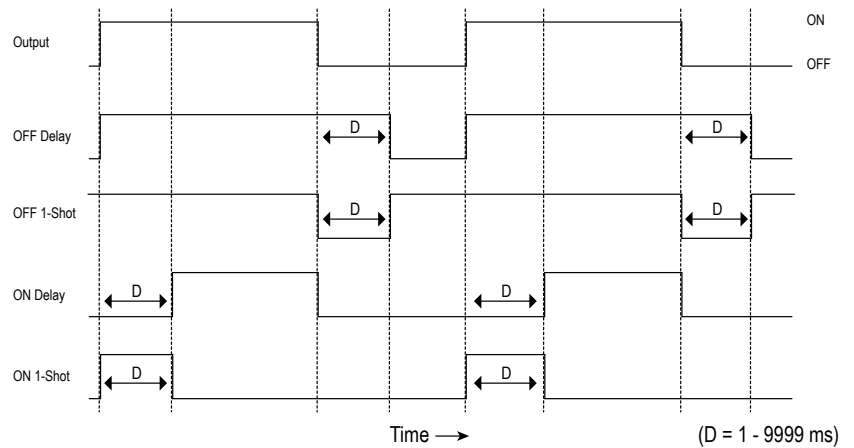 ON
Output
OFF
OFF Delay
D
D
OFF 1-Shot
D
D
ON Delay
D
D
ON 1-Shot
D
D
Time → (D = 1 - 9999 ms)